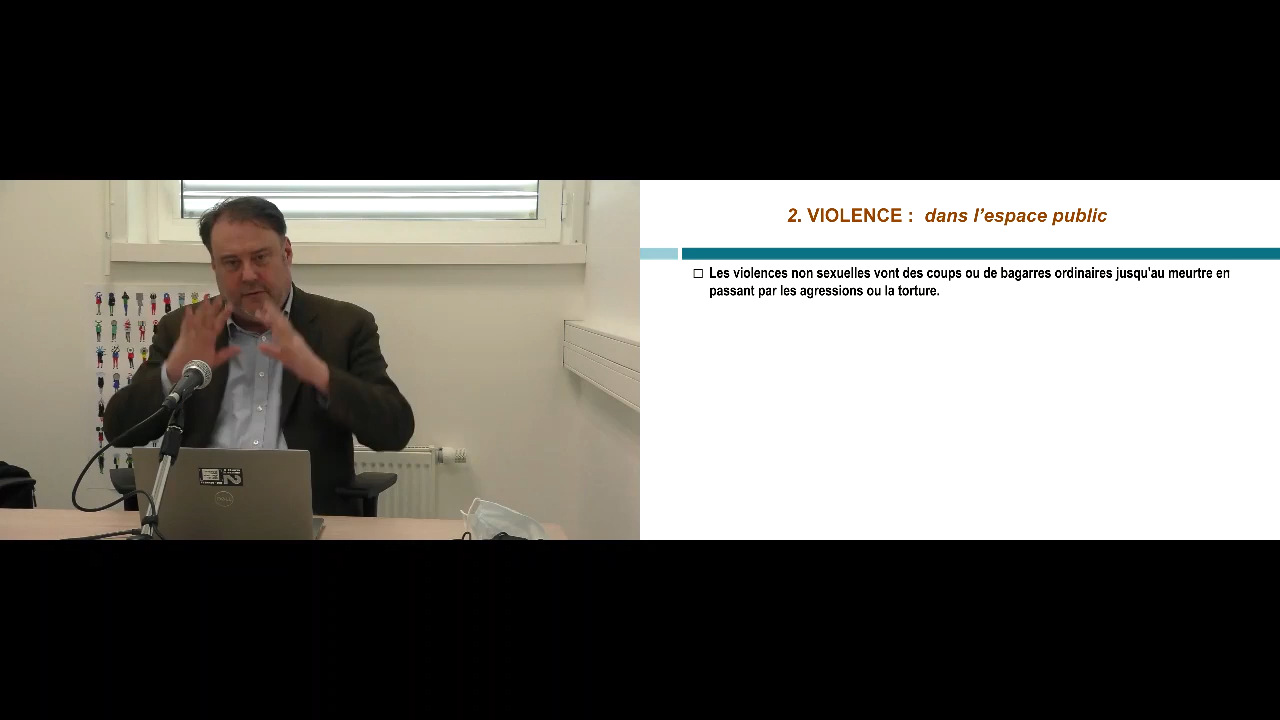 2. VIOLENCE : dans l'espace public
□ Les violences non sexuelles vont des coups ou de bagarres ordinaires jusqu'au meurtre en
passant par les agressions ou la torture.
DELL